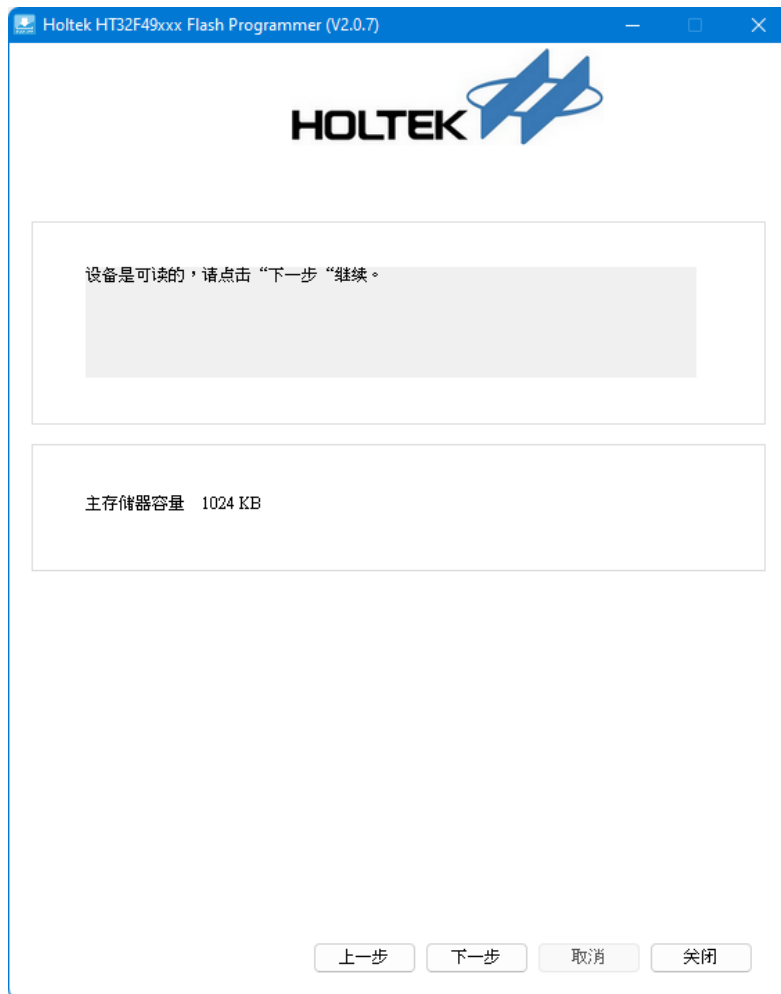 Holtek HT32F49xxx Flash Programmer (V2.0.7)
HOLTEK
设备是可读的，请点击“下一步“继续。
主存储器容量 1024 KB
上一步 下一步 取消 关闭